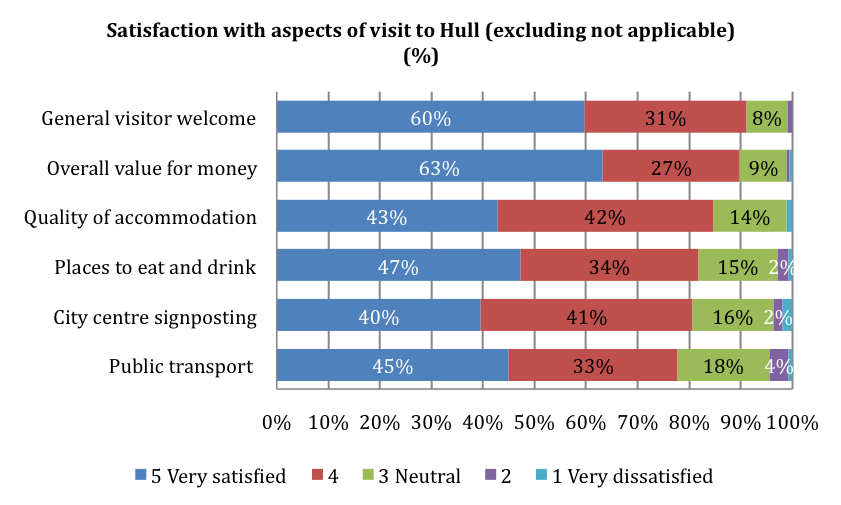 Satisfaction with aspects of visit to Hull (excluding not applicable)
(%)
General visitor welcome 60% 31% 8%
Overall value for money 63% 27% 9%
Quality of accommodation 43% 42% 14%
Places to eat and drink 47% 34% 15% 2%
City centre signposting 40% 41% 16% 2%
Public transport 45% 33% 18% 4%
0% 10% 20% 30% 40% 50% 60% 70% 80% 90% 100%
5 Very satisfied 4 3 Neutral 2 1 Very dissatisfied